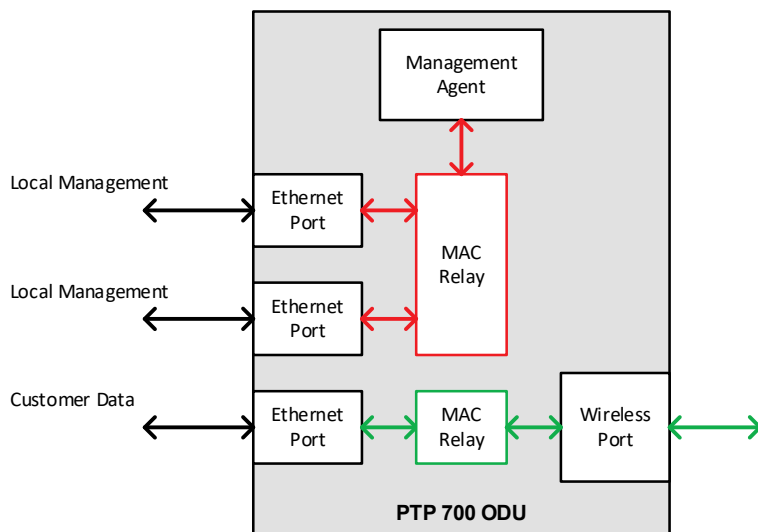 Management
Agent
Local Management
Ethernet
Port
MAC
Relay
Local Management
Ethernet
Port
Customer Data
Ethernet
Port
MAC
Relay
Wireless
Port
PTP 700 ODU